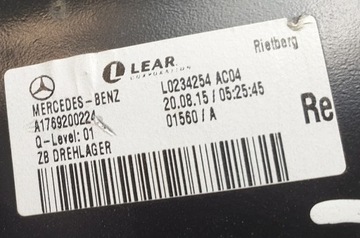 LEAR
CORPORATION
Rietberg
MERCEDES-BENZ
L0234254 AC04
A1769200224
20.08.15 / 05:25:45
Q-Level: 01
01560 / A
ZB DREHLAGER
Re